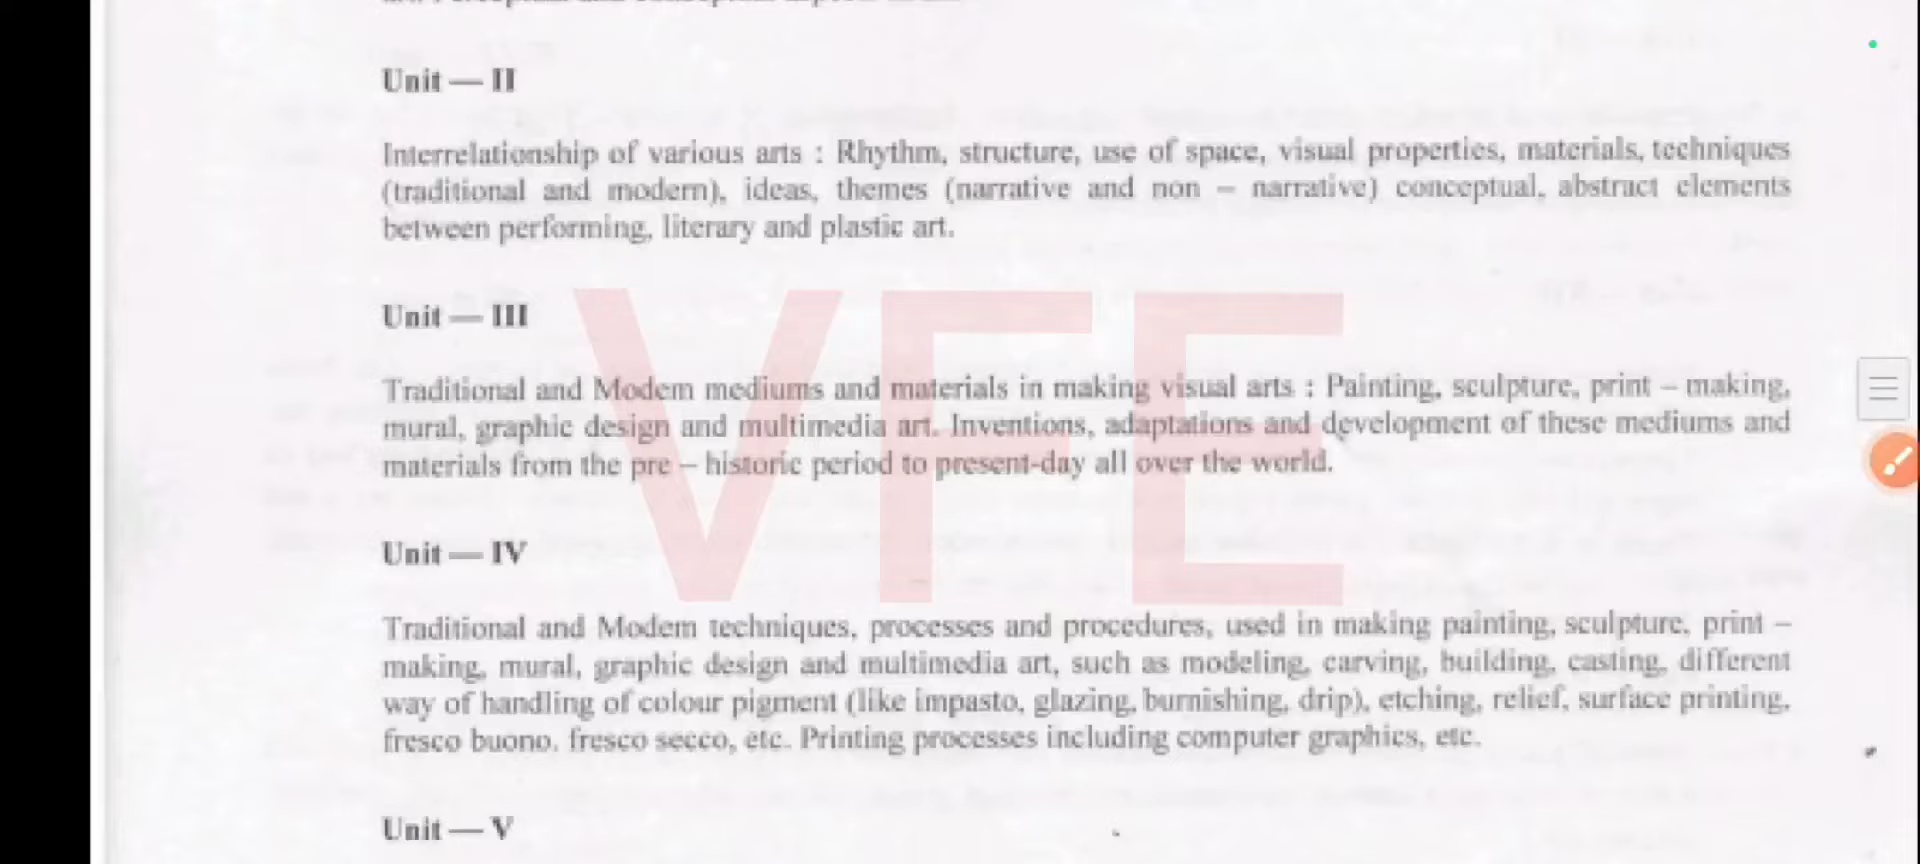 Unit — II
Interrelationship of various arts : Rhythm, structure, use of space, visual properties, materials, techniques
(traditional and modern), ideas, themes (narrative and non – narrative) conceptual, abstract elements
between performing, literary and plastic art.
Unit — III
Traditional and Modem mediums and materials in making visual arts : Painting, sculpture, print – making,
mural, graphic design and multimedia art. Inventions, adaptations and development of these mediums and
materials from the pre – historic period to present-day all over the world.
VFE
Unit — IV
Traditional and Modem techniques, processes and procedures, used in making painting, sculpture, print –
making, mural, graphic design and multimedia art, such as modeling, carving, building, casting, different
way of handling of colour pigment (like impasto, glazing, burnishing, drip), etching, relief, surface printing,
fresco buono. fresco secco, etc. Printing processes including computer graphics, etc.
Unit — V